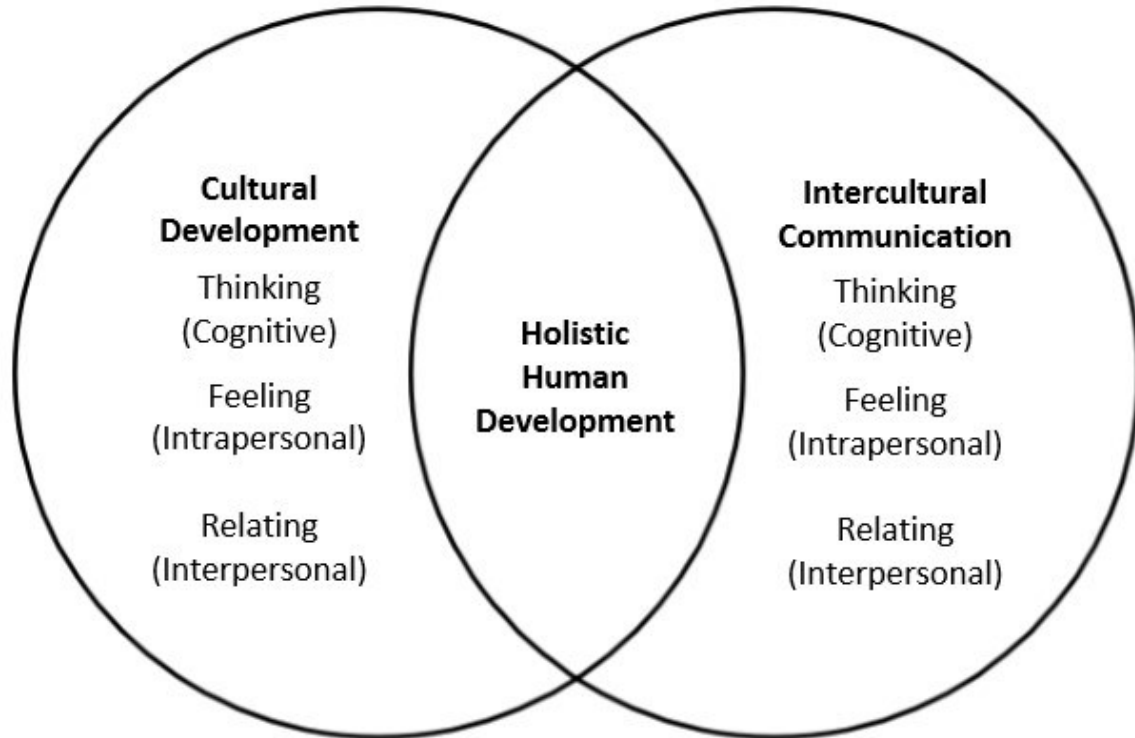 Cultural
Development
Thinking
(Cognitive)
Feeling
(Intrapersonal)
Relating
(Interpersonal)
Holistic
Human
Development
Intercultural
Communication
Thinking
(Cognitive)
Feeling
(Intrapersonal)
Relating
(Interpersonal)